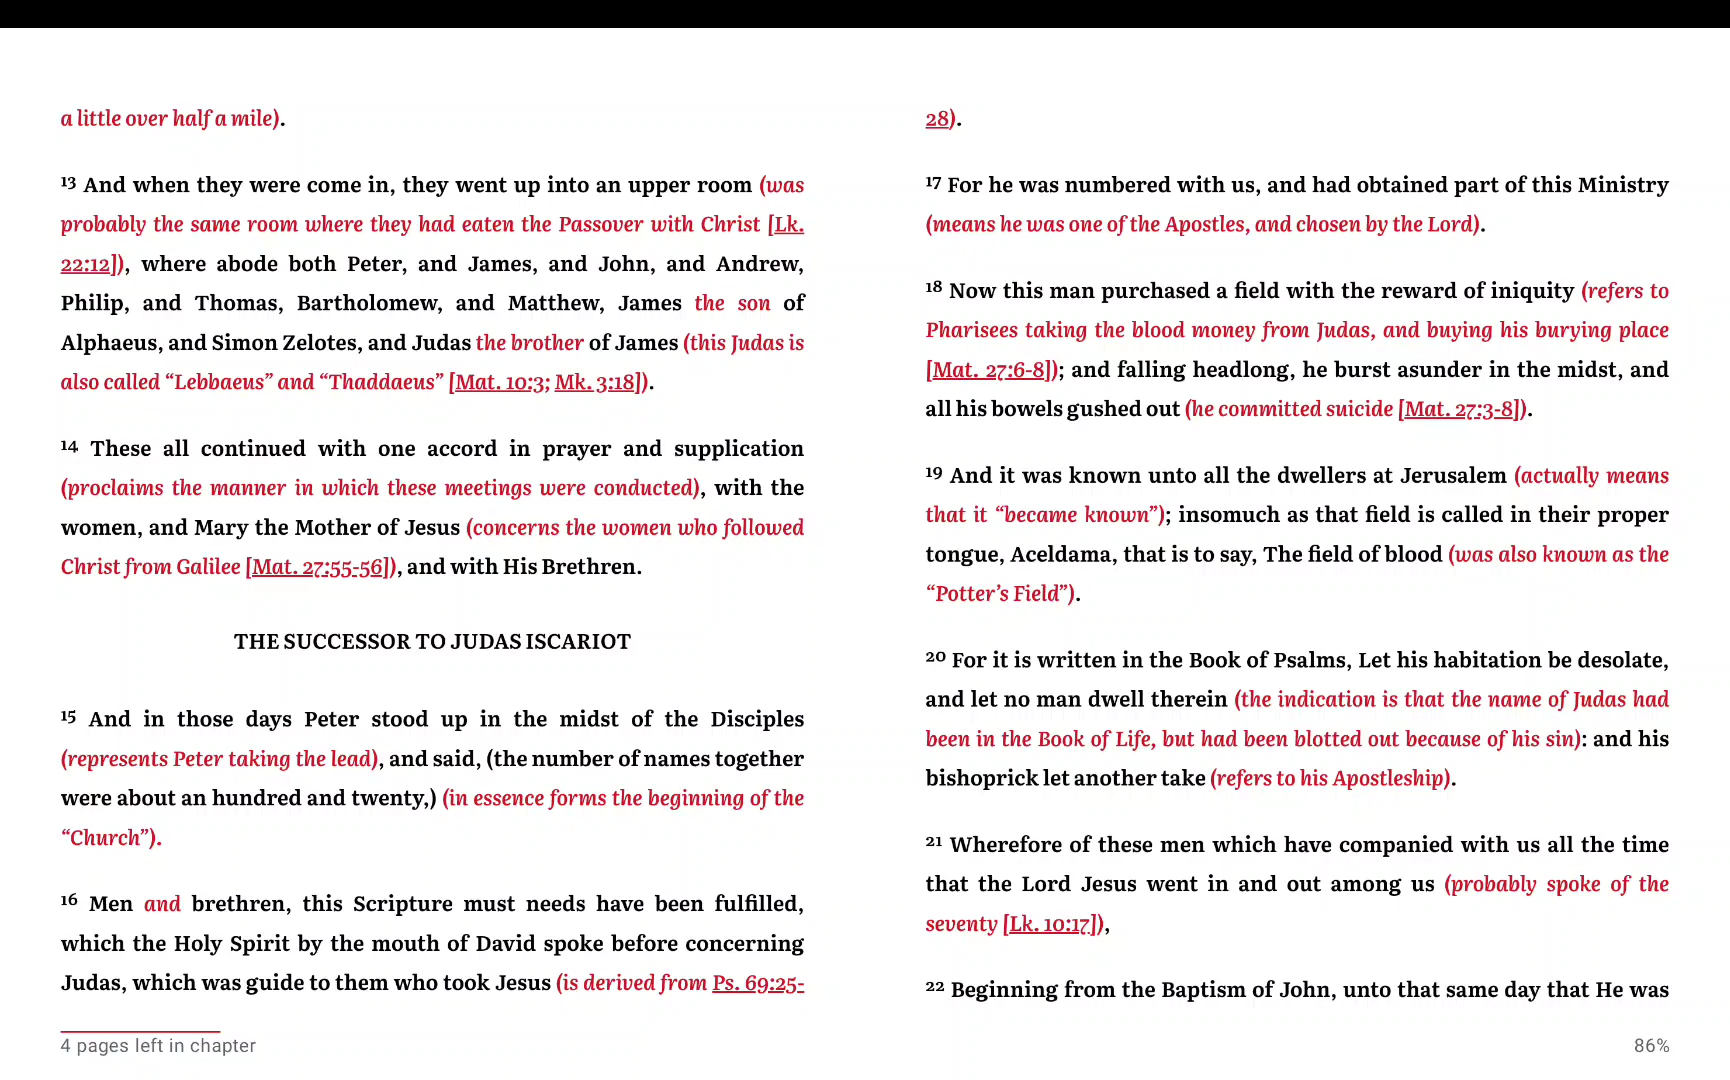 a little over half a mile).
13 And when they were come in, they went up into an upper room (was
probably the same room where they had eaten the Passover with Christ [Lk.
22:12]), where abode both Peter, and James, and John, and Andrew,
Philip, and Thomas, Bartholomew, and Matthew, James the son of
Alphaeus, and Simon Zelotes, and Judas the brother of James (this Judas is
also called “Lebbaeus” and “Thaddaeus” [Mat. 10:3; Mk. 3:18]).
14 These all continued with one accord in prayer and supplication
(proclaims the manner in which these meetings were conducted), with the
women, and Mary the Mother of Jesus (concerns the women who followed
Christ from Galilee [Mat. 27:55-56]), and with His Brethren.
THE SUCCESSOR TO JUDAS ISCARIOT
15 And in those days Peter stood up in the midst of the Disciples
(represents Peter taking the lead), and said, (the number of names together
were about an hundred and twenty,) (in essence forms the beginning of the
“Church”).
16 Men and brethren, this Scripture must needs have been fulfilled,
which the Holy Spirit by the mouth of David spoke before concerning
Judas, which was guide to them who took Jesus (is derived from Ps. 69:25-
28).
17 For he was numbered with us, and had obtained part of this Ministry
(means he was one of the Apostles, and chosen by the Lord).
18 Now this man purchased a field with the reward of iniquity (refers to
Pharisees taking the blood money from Judas, and buying his burying place
[Mat. 27:6-8]); and falling headlong, he burst asunder in the midst, and
all his bowels gushed out (he committed suicide [Mat. 27:3-8]).
19 And it was known unto all the dwellers at Jerusalem (actually means
that it “became known”); insomuch as that field is called in their proper
tongue, Aceldama, that is to say, The field of blood (was also known as the
“Potter’s Field”).
20 For it is written in the Book of Psalms, Let his habitation be desolate,
and let no man dwell therein (the indication is that the name of Judas had
been in the Book of Life, but had been blotted out because of his sin): and his
bishoprick let another take (refers to his Apostleship).
21 Wherefore of these men which have companied with us all the time
that the Lord Jesus went in and out among us (probably spoke of the
seventy [Lk. 10:17]),
22 Beginning from the Baptism of John, unto that same day that He was
4 pages left in chapter
86%